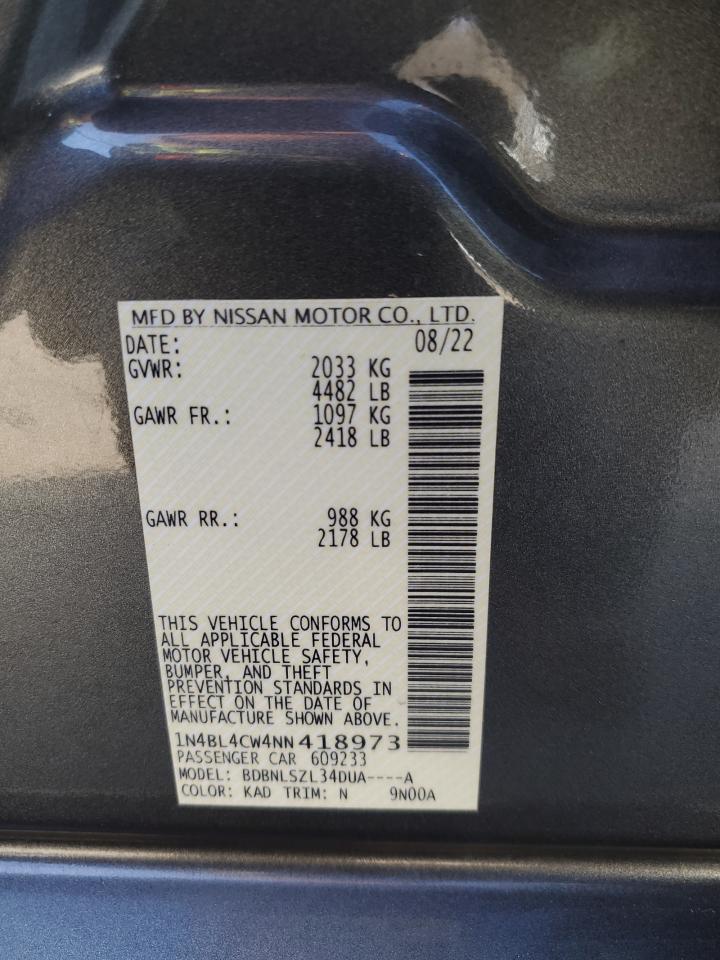 MFD BY NISSAN MOTOR CO., LTD.
DATE: 08/22
GVWR: 2033 KG
4482 LB
GAWR FR.: 1097 KG
2418 LB
GAWR RR.: 988 KG
2178 LB
THIS VEHICLE CONFORMS TO
ALL APPLICABLE FEDERAL
MOTOR VEHICLE SAFETY,
BUMPER, AND THEFT
PREVENTION STANDARDS IN
EFFECT ON THE DATE OF
MANUFACTURE SHOWN ABOVE.
1N4BL4CW4NN418973
PASSENGER CAR 609233
MODEL: BDBNLSZL34DUA----A
COLOR: KAD TRIM: N 9N00A